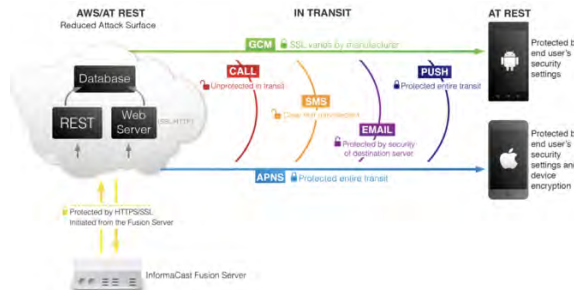 AWS/AT REST
Reduced Attack Surface
IN TRANSIT
AT REST
GCM
SSL varies by manufacturer
Database
REST
Web
Server
CALL
Unprotected in transit
SMS
EMAIL
Protected by security
of destination server
PUSH
Protected entire transit
APNS
Protected entire transit
Protected by
end user's
security
settings
Protected by
end user's
security
settings and
device
encryption
Protected by HTTPS/SSL
Initiated from the Fusion Server
InformaCast Fusion Server